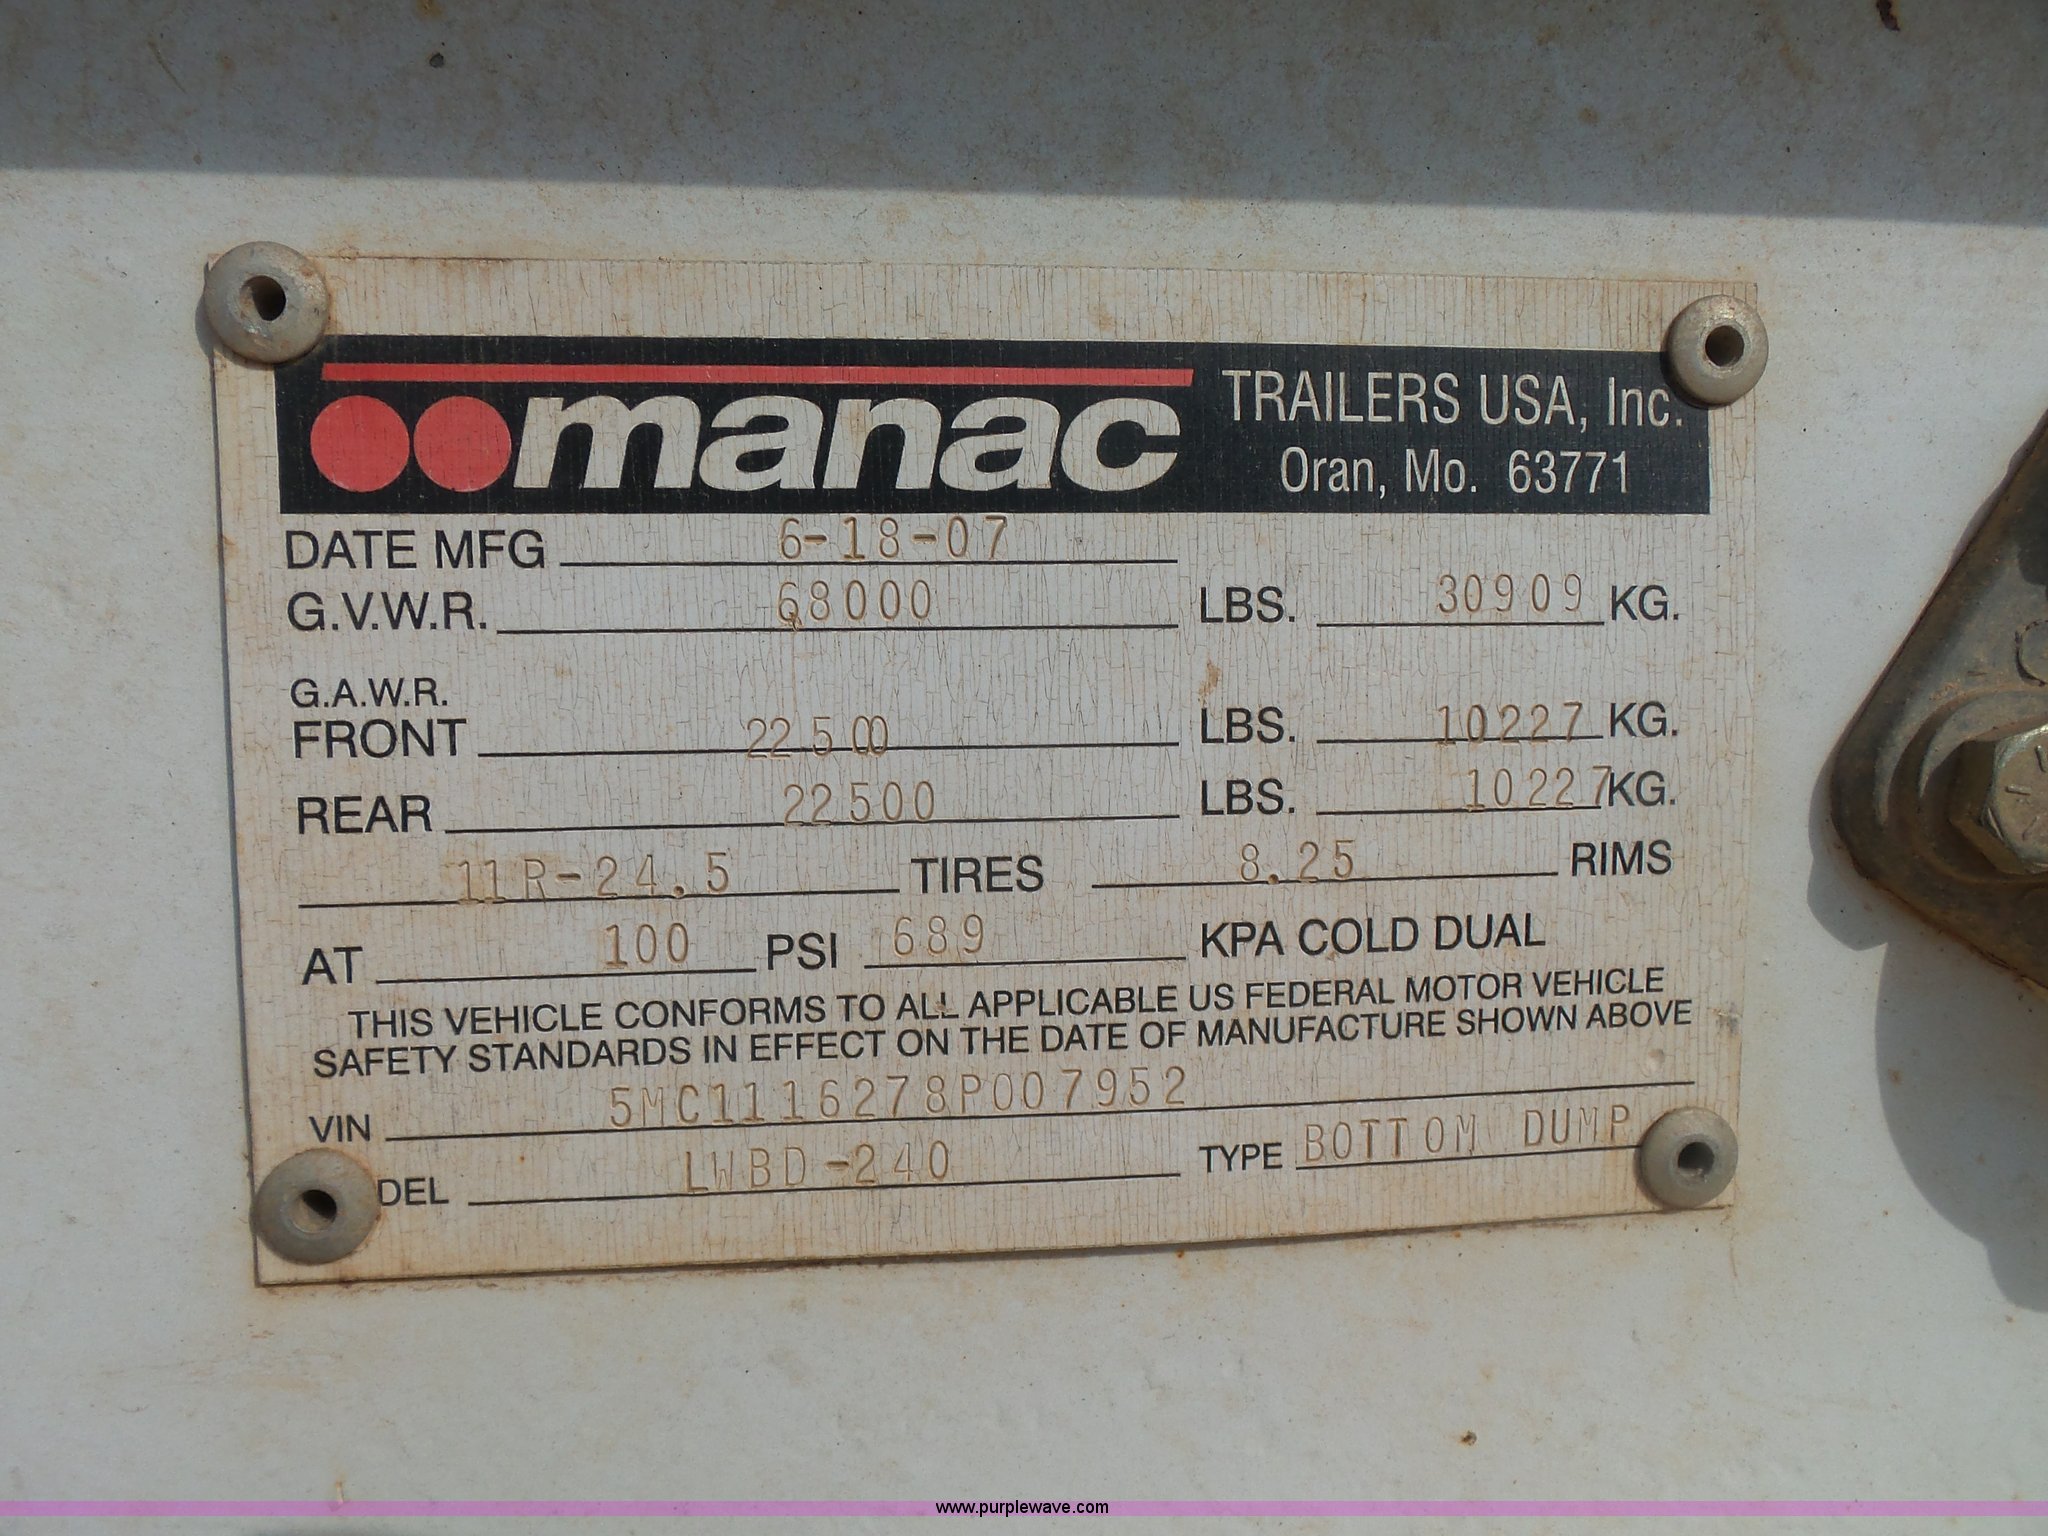 manac TRAILERS USA, Inc.
Oran, Mo. 63771
DATE MFG 6-18-07
G.V.W.R. 68000 LBS. 30909 KG.
G.A.W.R.
FRONT 22500 LBS. 10227 KG.
REAR 22500 LBS. 10227 KG.
11R-24.5 TIRES 8.25 RIMS
AT 100 PSI 689 KPA COLD DUAL
THIS VEHICLE CONFORMS TO ALL APPLICABLE US FEDERAL MOTOR VEHICLE
SAFETY STANDARDS IN EFFECT ON THE DATE OF MANUFACTURE SHOWN ABOVE
VIN 5MC1116278P007952
DEL LWBD-240 TYPE BOTTOM DUMP
www.purplewave.com